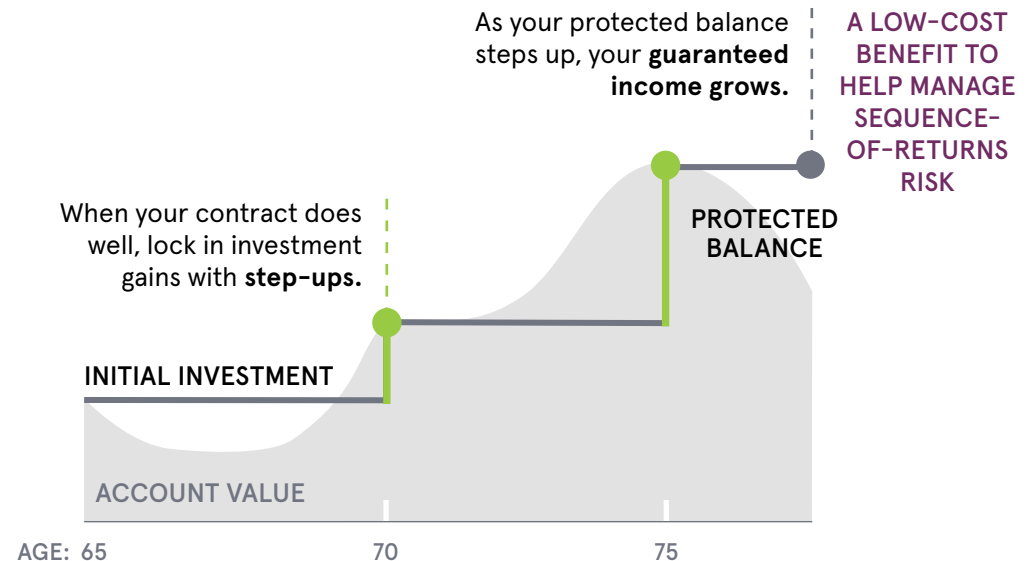 As your protected balance
steps up, your guaranteed
income grows.
A LOW-COST
BENEFIT TO
HELP MANAGE
SEQUENCE-
OF-RETURNS
RISK
When your contract does
well, lock in investment
gains with step-ups.
PROTECTED
BALANCE
INITIAL INVESTMENT
ACCOUNT VALUE
AGE: 65 70 75